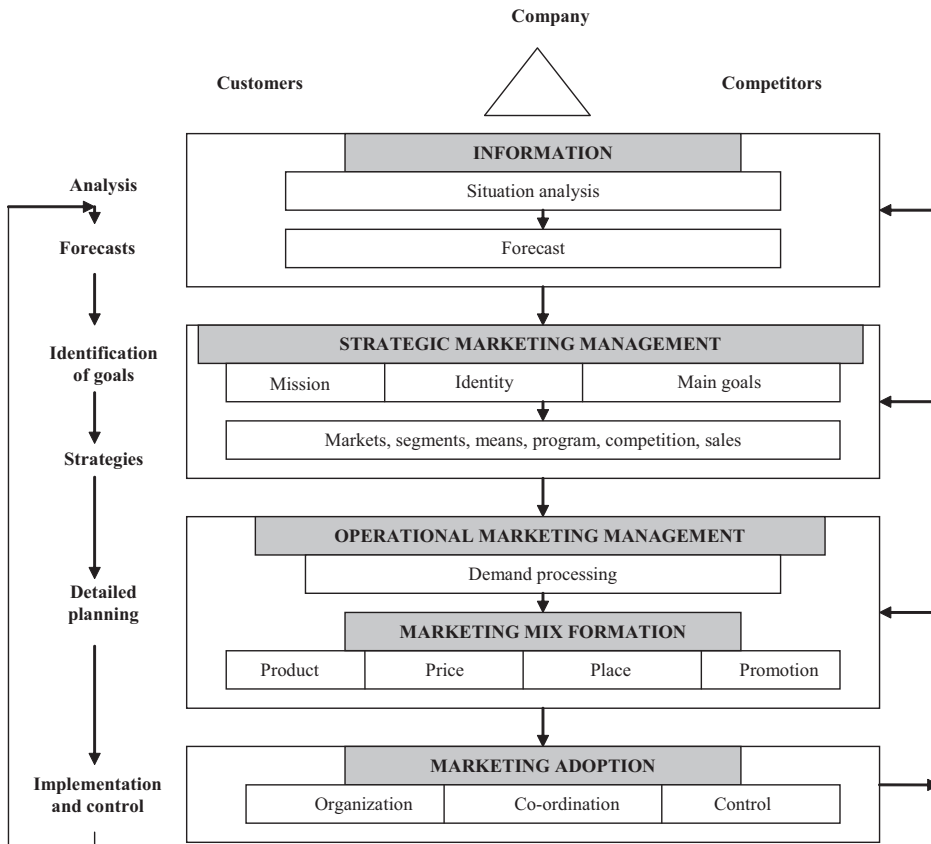 Company
Customers
Competitors
INFORMATION
Analysis
Situation analysis
Forecasts
Forecast
STRATEGIC MARKETING MANAGEMENT
Identification
of goals
Mission
Identity
Main goals
Markets, segments, means, program, competition, sales
Strategies
OPERATIONAL MARKETING MANAGEMENT
Demand processing
Detailed
planning
MARKETING MIX FORMATION
Product
Price
Place
Promotion
MARKETING ADOPTION
Implementation
and control
Organization
Co-ordination
Control